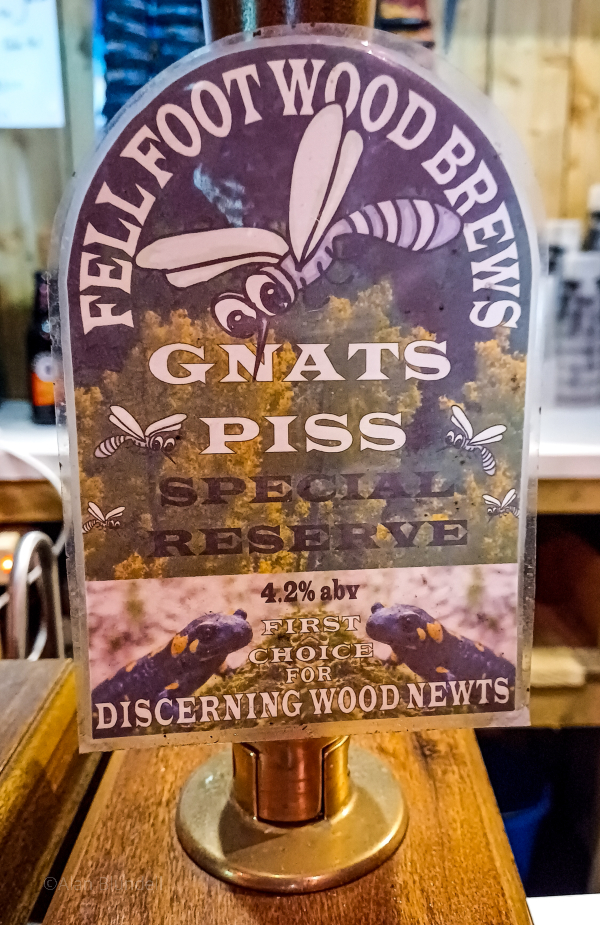 FELL FOOT WOOD BREWS
GNATS
PISS
SPECIAL
RESERVE
4.2% abv
FIRST
CHOICE
FOR
DISCERNING WOOD NEWTS